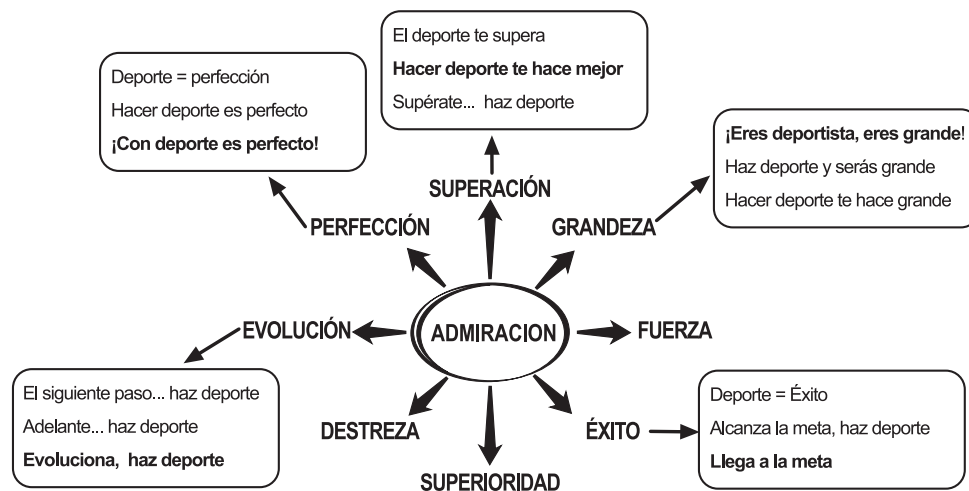 El deporte te supera
Hacer deporte te hace mejor
Supérate... haz deporte
Deporte = perfección
Hacer deporte es perfecto
¡Con deporte es perfecto!
¡Eres deportista, eres grande!
Haz deporte y serás grande
Hacer deporte te hace grande
SUPERACIÓN
PERFECCIÓN
GRANDEZA
EVOLUCIÓN
ADMIRACION
FUERZA
El siguiente paso... haz deporte
Adelante... haz deporte
Evoluciona, haz deporte
DESTREZA
ÉXITO
Deporte = Éxito
Alcanza la meta, haz deporte
Llega a la meta
SUPERIORIDAD